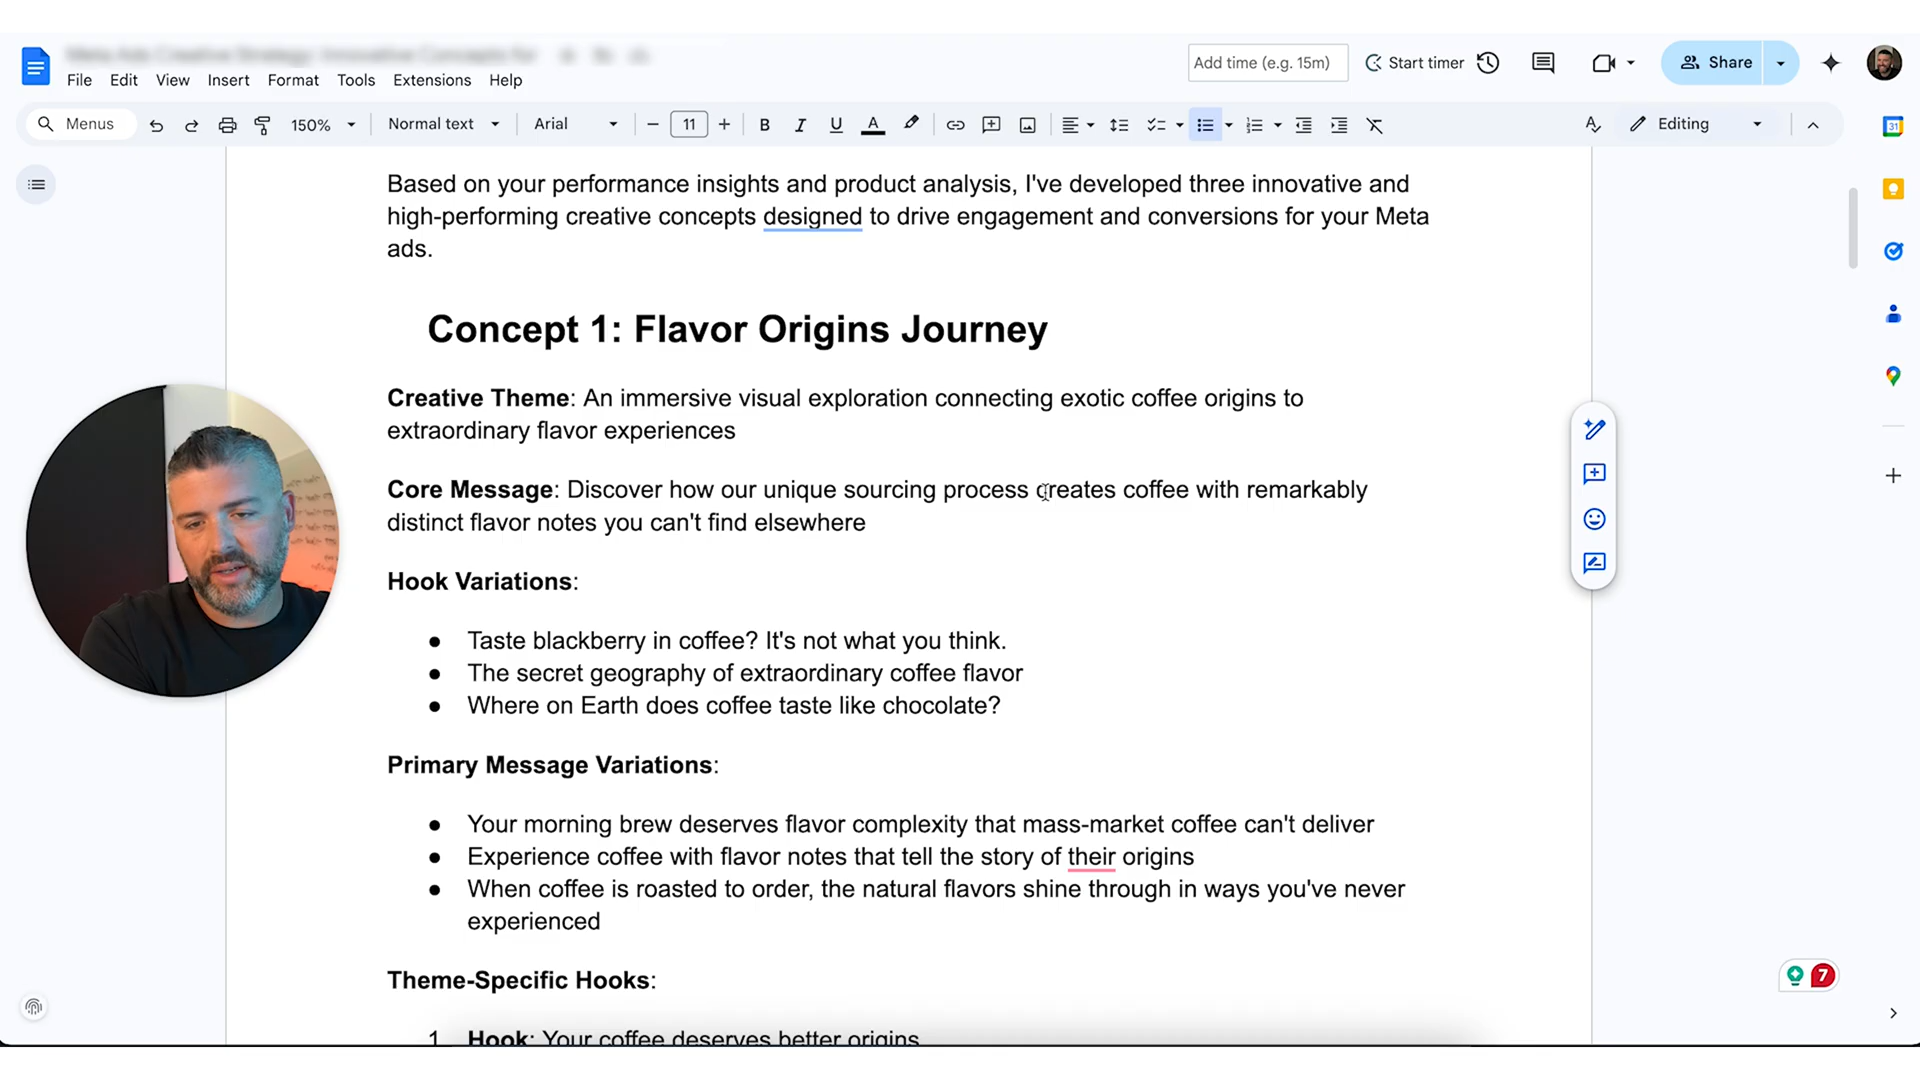 Add time (e.g. 15m)
Start timer
Share
File Edit View Insert Format Tools Extensions Help
Menus
150%
Normal text
Arial
11
Editing
31
Based on your performance insights and product analysis, I've developed three innovative and
high-performing creative concepts designed to drive engagement and conversions for your Meta
ads.
Concept 1: Flavor Origins Journey
Creative Theme: An immersive visual exploration connecting exotic coffee origins to
extraordinary flavor experiences
Core Message: Discover how our unique sourcing process creates coffee with remarkably
distinct flavor notes you can't find elsewhere
Hook Variations:
● Taste blackberry in coffee? It's not what you think.
● The secret geography of extraordinary coffee flavor
● Where on Earth does coffee taste like chocolate?
Primary Message Variations:
● Your morning brew deserves flavor complexity that mass-market coffee can't deliver
● Experience coffee with flavor notes that tell the story of their origins
● When coffee is roasted to order, the natural flavors shine through in ways you've never
experienced
Theme-Specific Hooks:
1. Hook: Your coffee deserves better origins
7